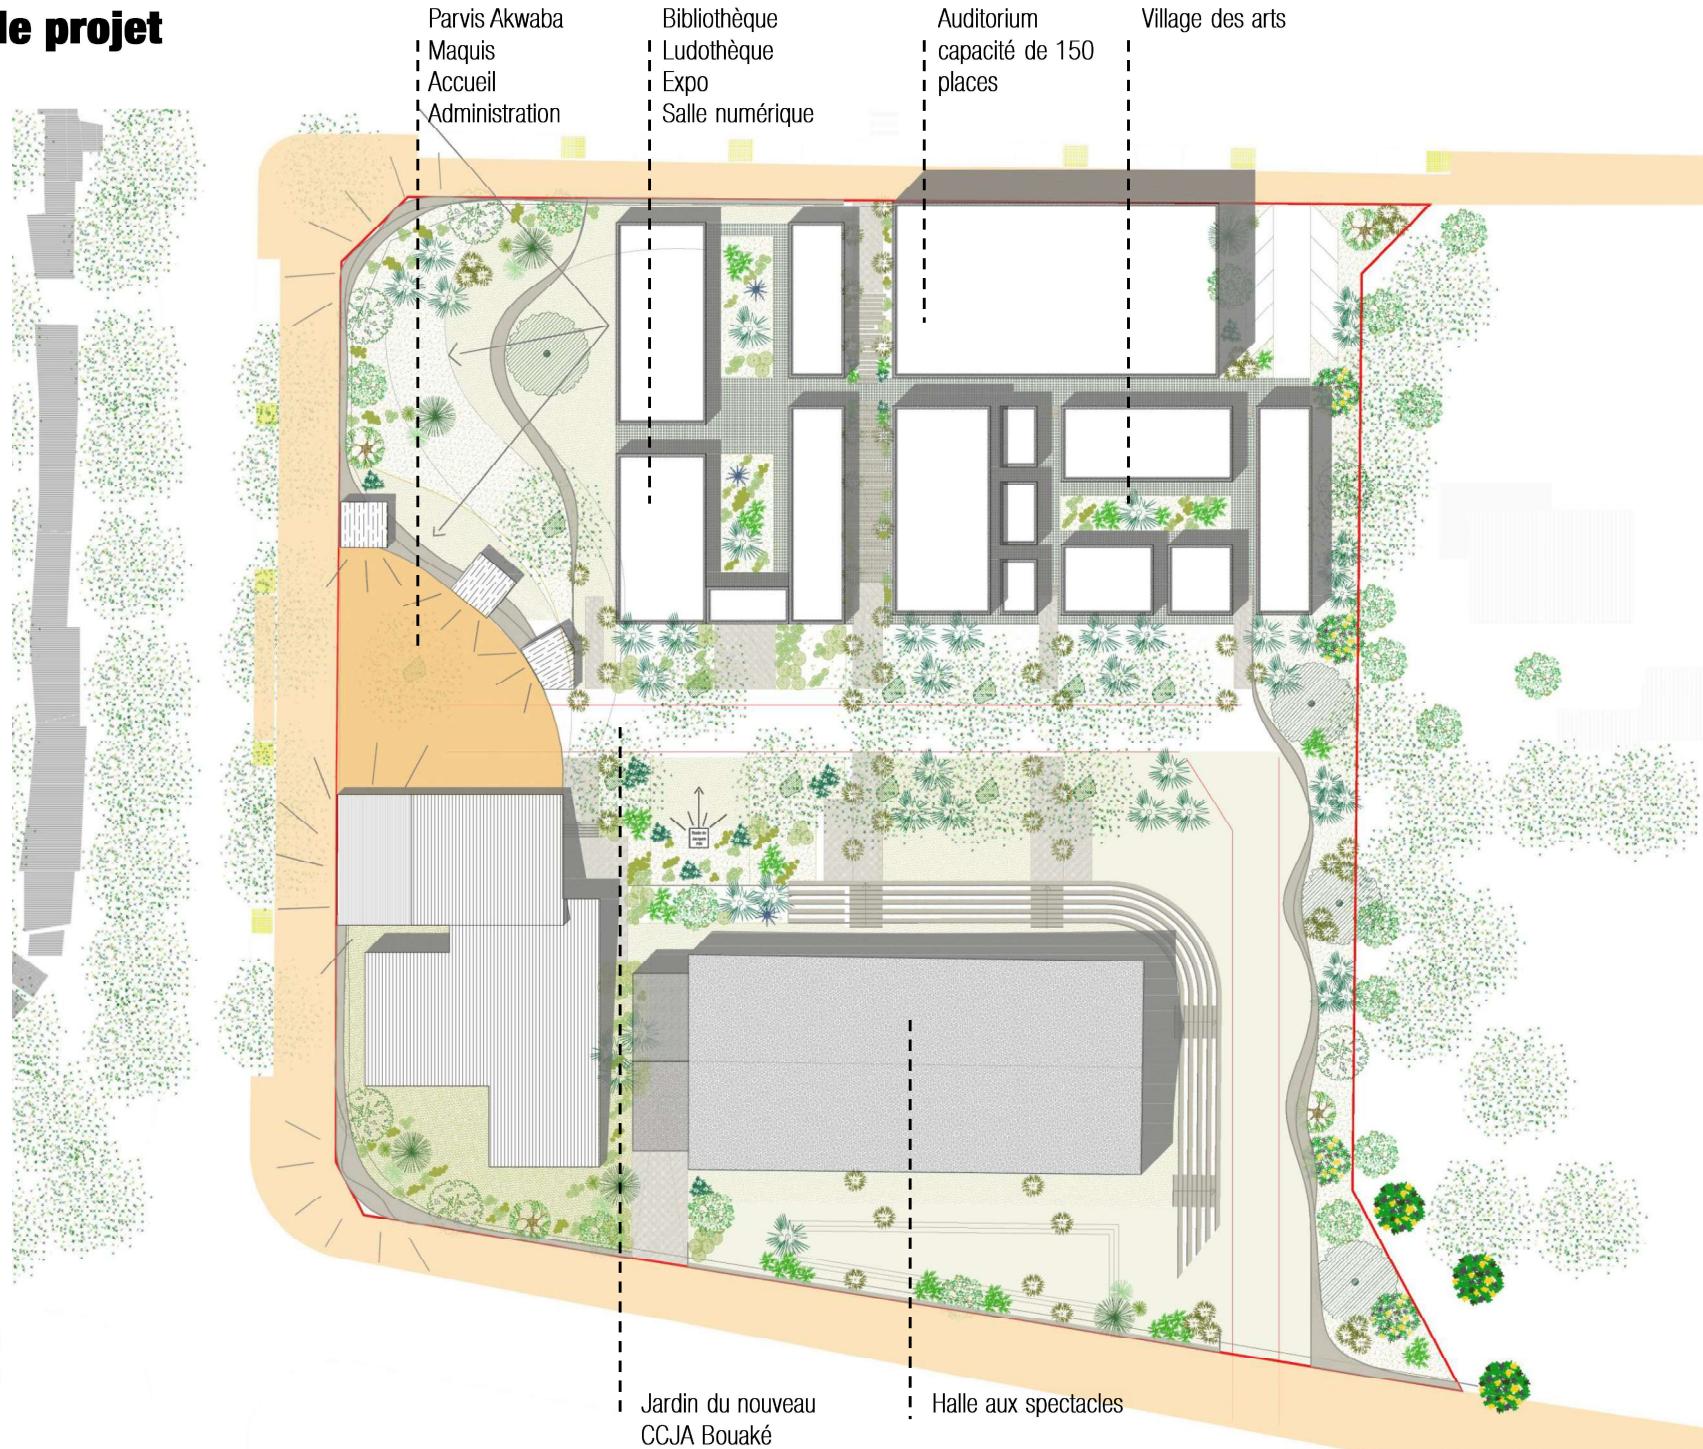 le projet
Parvis Akwaba
Maquis
Accueil
Administration
Bibliothèque
Ludothèque
Expo
Salle numérique
Auditorium
capacité de 150
places
Village des arts
Jardin du nouveau
CCJA Bouaké
Halle aux spectacles